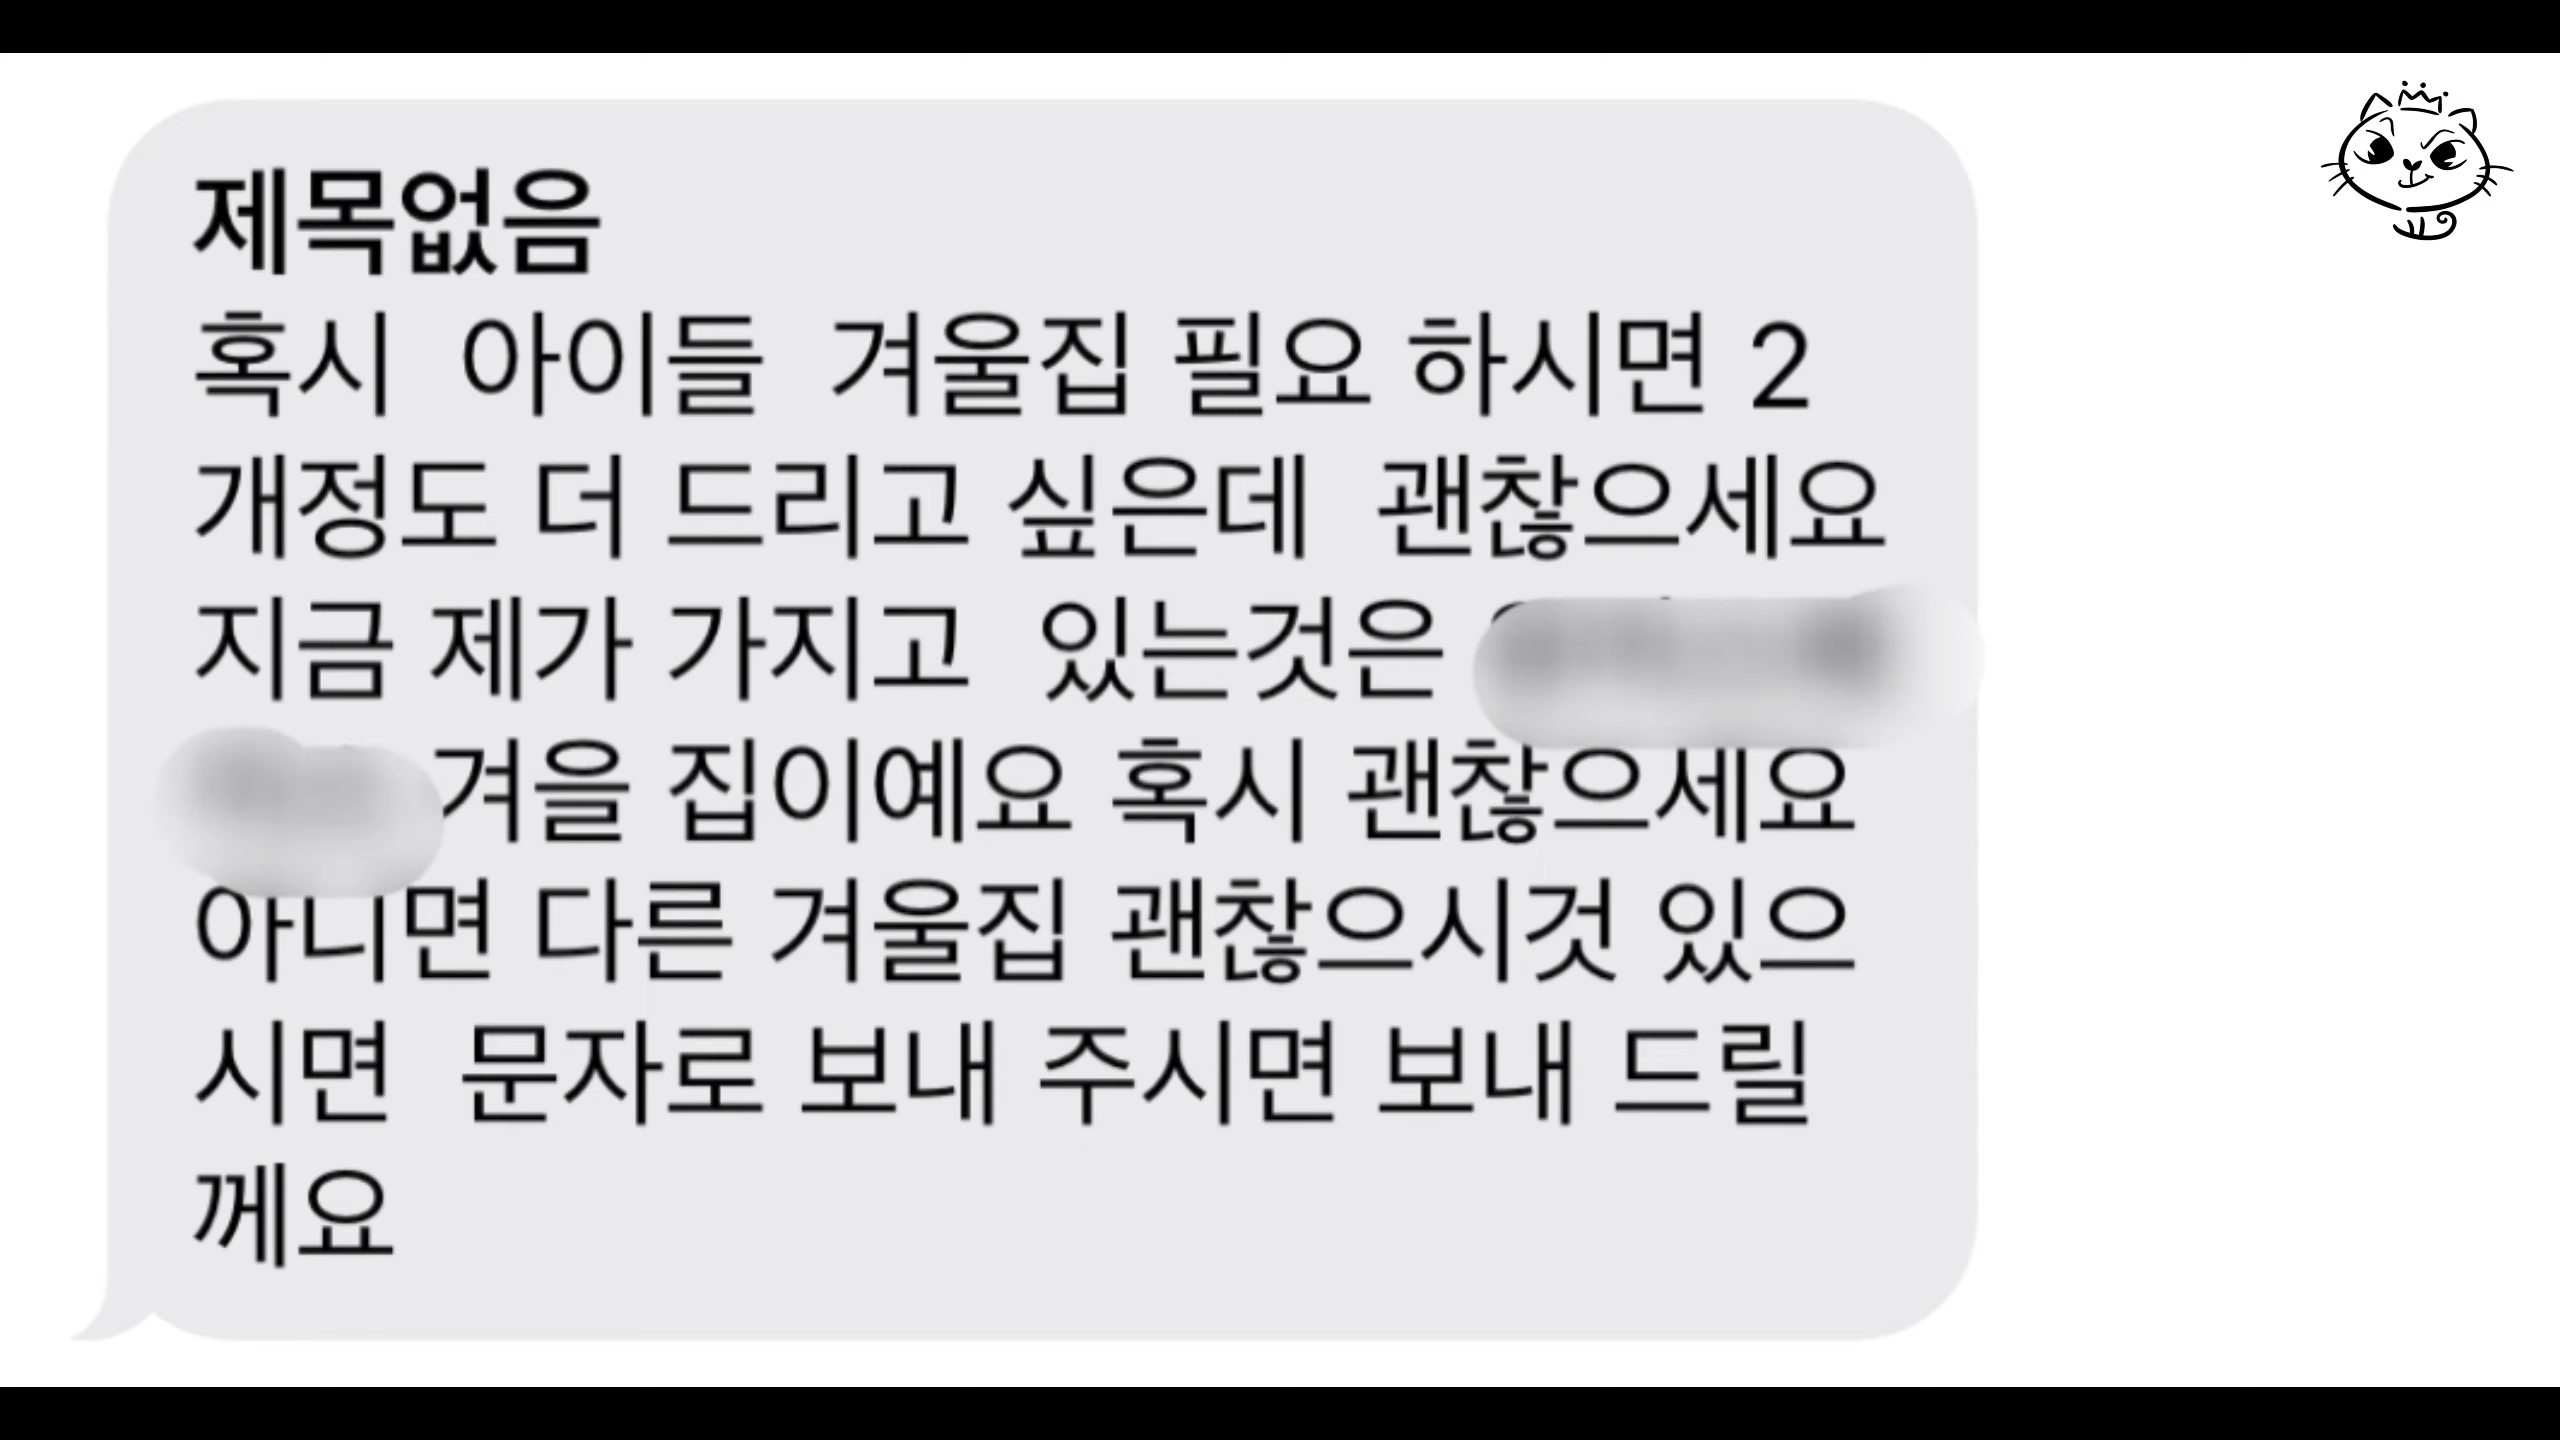 제목없음
혹시  아이들  겨울집 필요 하시면 2
개정도 더 드리고 싶은데  괜찮으세요
지금 제가 가지고  있는것은
겨을 집이예요 혹시 괜찮으세요
아니면 다른 겨울집 괜찮으시것 있으
시면  문자로 보내 주시면 보내 드릴
께요